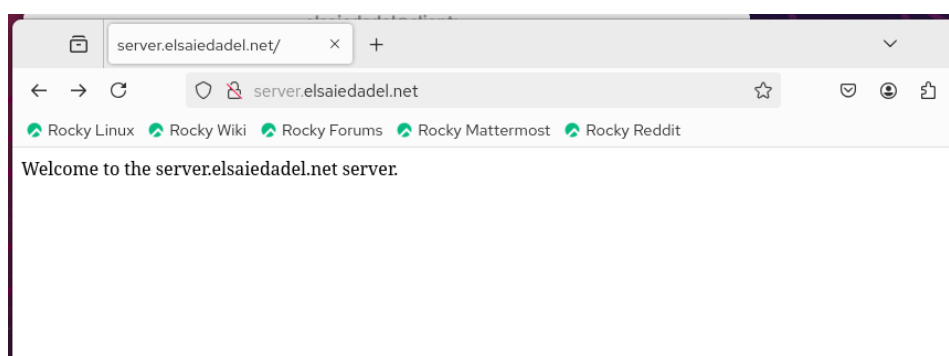 server.elsaiedadel.net/
server.elsaiedadel.net
Rocky Linux Rocky Wiki Rocky Forums Rocky Mattermost Rocky Reddit
Welcome to the server.elsaiedadel.net server.